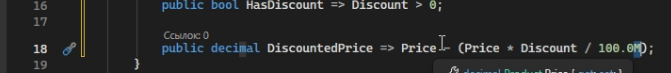 16 public bool HasDiscount => Discount > 0;
17
Ссылок: 0
18 public decimal DiscountedPrice => Price - (Price * Discount / 100.0M);
19 }